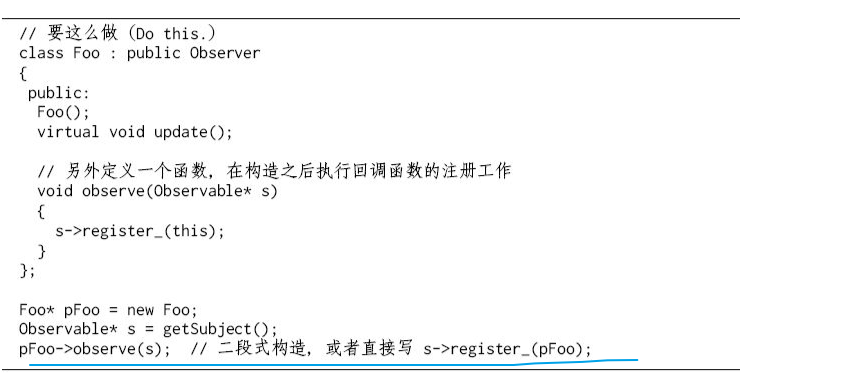 // 要这么做 (Do this.)
class Foo : public Observer
{
 public:
  Foo();
  virtual void update();
  // 另外定义一个函数, 在构造之后执行回调函数的注册工作
  void observe(Observable* s)
  {
    s->register_(this);
  }
};
Foo* pFoo = new Foo;
Observable* s = getSubject();
pFoo->observe(s);  // 二段式构造, 或者直接写 s->register_(pFoo);